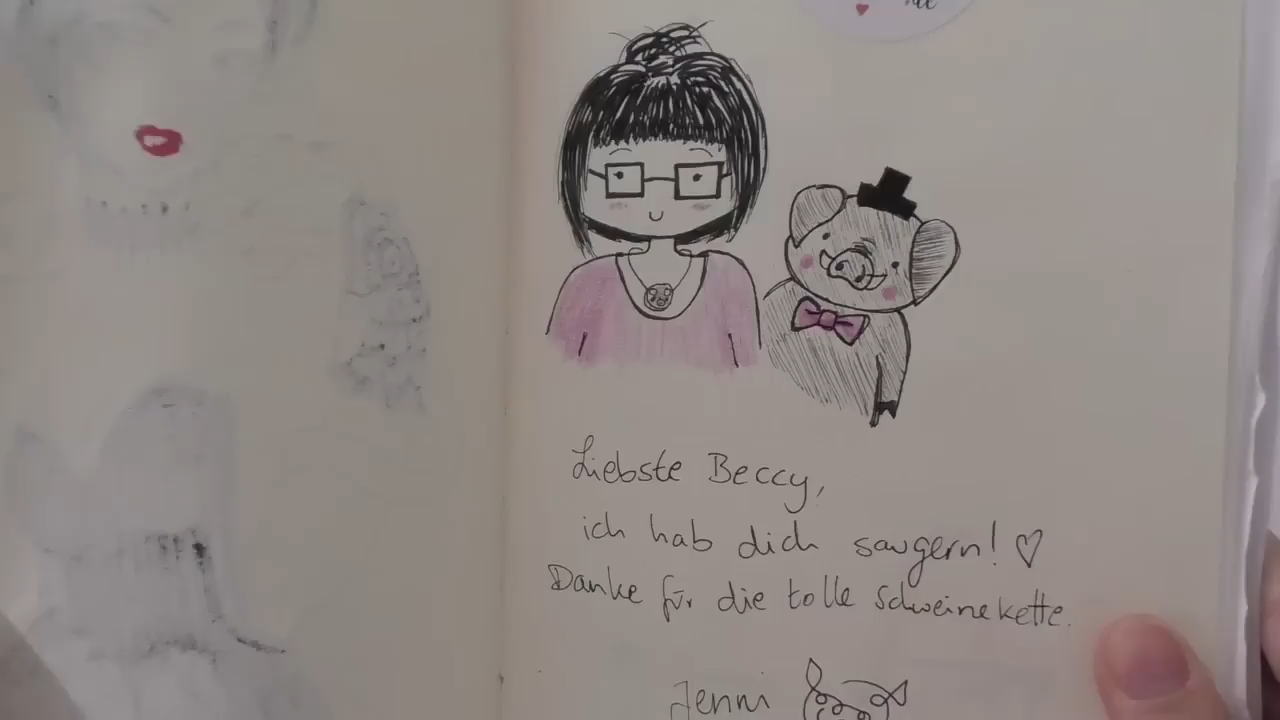 Liebste Beccy,
ich hab dich saugern! ♡
Danke für die tolle Schweinekette.
Jenni